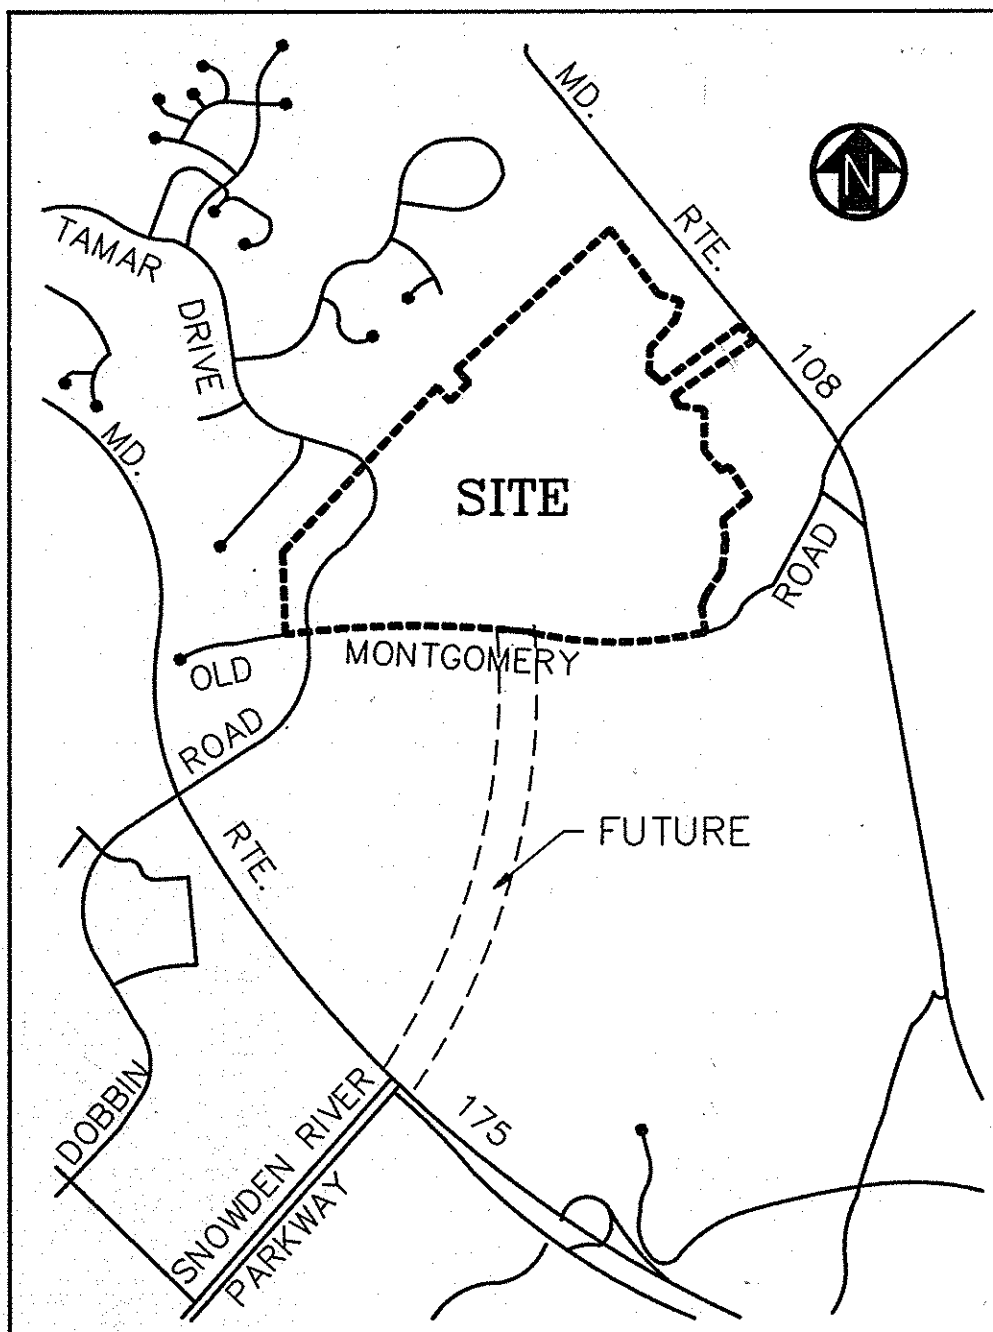 MD.
RTE.
108
N
TAMAR
DRIVE
MD.
SITE
ROAD
OLD
MONTGOMERY
ROAD
RTE.
FUTURE
DOBBIN
SNOWDEN RIVER
PARKWAY
175